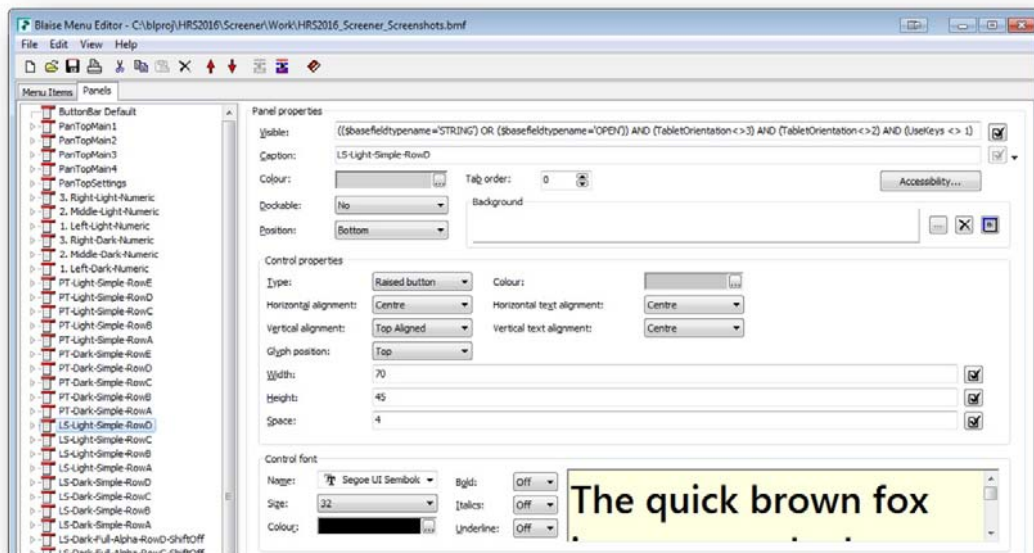 Blaise Menu Editor - C:\blproj\HRS2016\Screener\Work\HRS2016_Screener_Screenshots.bmf
File Edit View Help
Menu Items Panels
ButtonBar Default
PanTopMain1
PanTopMain2
PanTopMain3
PanTopMain4
PanTopSettings
3. Right-Light-Numeric
2. Middle-Light-Numeric
1. Left-Light-Numeric
3. Right-Dark-Numeric
2. Middle-Dark-Numeric
1. Left-Dark-Numeric
PT-Light-Simple-RowE
PT-Light-Simple-RowD
PT-Light-Simple-RowC
PT-Light-Simple-RowB
PT-Light-Simple-RowA
PT-Dark-Simple-RowE
PT-Dark-Simple-RowD
PT-Dark-Simple-RowC
PT-Dark-Simple-RowB
PT-Dark-Simple-RowA
LS-Light-Simple-RowD
LS-Light-Simple-RowC
LS-Light-Simple-RowB
LS-Light-Simple-RowA
LS-Dark-Simple-RowD
LS-Dark-Simple-RowC
LS-Dark-Simple-RowB
LS-Dark-Simple-RowA
LS-Dark-Full-Alpha-RowD-ShiftOff
LS-Dark-Full-Alpha-RowC-ShiftOff
Panel properties
Visible: (($basefieldtypename='STRING') OR ($basefieldtypename='OPEN')) AND (TabletOrientation<>3) AND (TabletOrientation<>2) AND (UseKeys <> 1)
Caption: LS-Light-Simple-RowD
Colour: ... Tab order: 0 Accessibility...
Dockable: No Background
Position: Bottom ...
Control properties
Type: Raised button Colour: ...
Horizontal alignment: Centre Horizontal text alignment: Centre
Vertical alignment: Top Aligned Vertical text alignment: Centre
Glyph position: Top
Width: 70
Height: 45
Space: 4
Control font
Name: Segoe UI Symbol Bold: Off
Size: 32 Italics: Off
Colour: ... Underline: Off
The quick brown fox